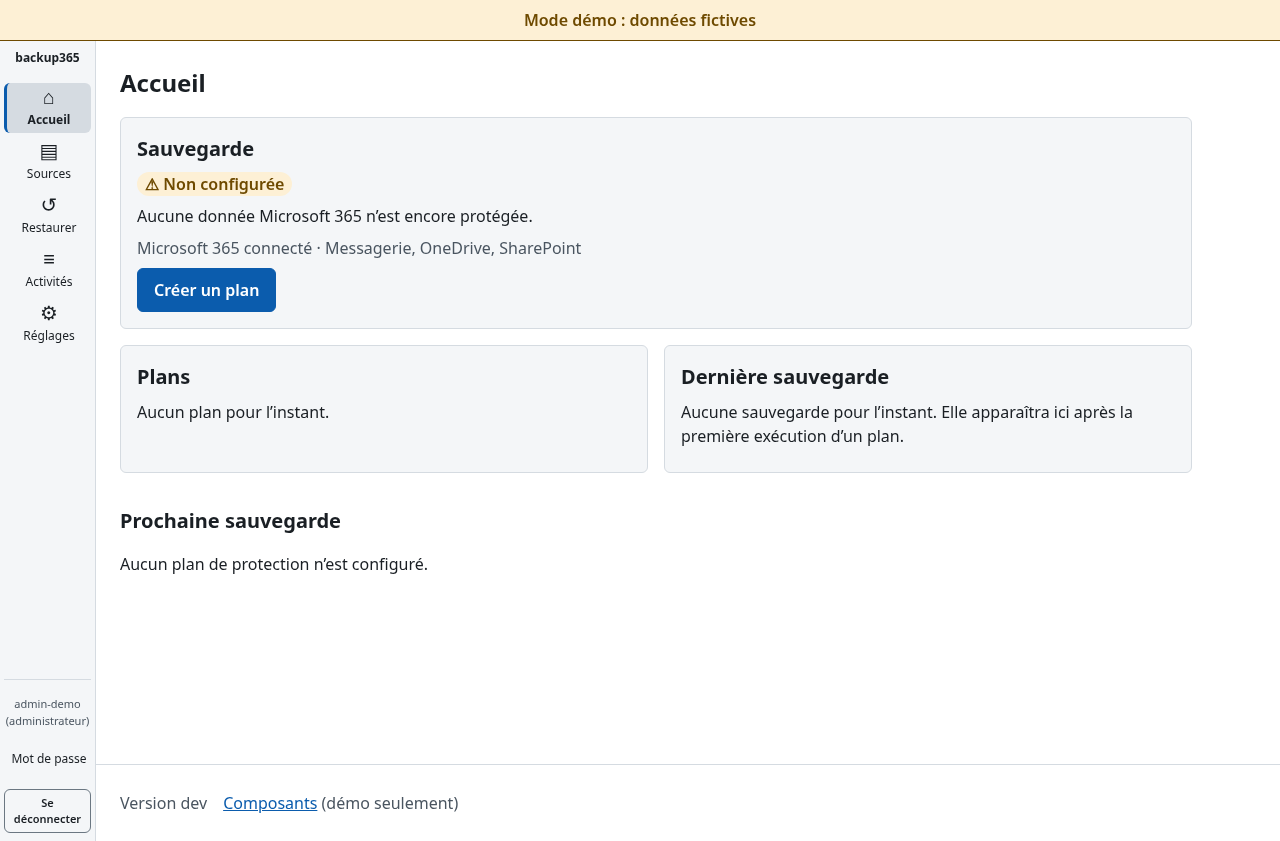 Mode démo : données fictives
backup365
Accueil
Sources
Restaurer
Activités
Réglages
admin-demo
(administrateur)
Mot de passe
Se
déconnecter
Accueil
Sauvegarde
⚠ Non configurée
Aucune donnée Microsoft 365 n’est encore protégée.
Microsoft 365 connecté · Messagerie, OneDrive, SharePoint
Créer un plan
Plans
Aucun plan pour l’instant.
Dernière sauvegarde
Aucune sauvegarde pour l’instant. Elle apparaîtra ici après la
première exécution d’un plan.
Prochaine sauvegarde
Aucun plan de protection n’est configuré.
Version dev Composants (démo seulement)